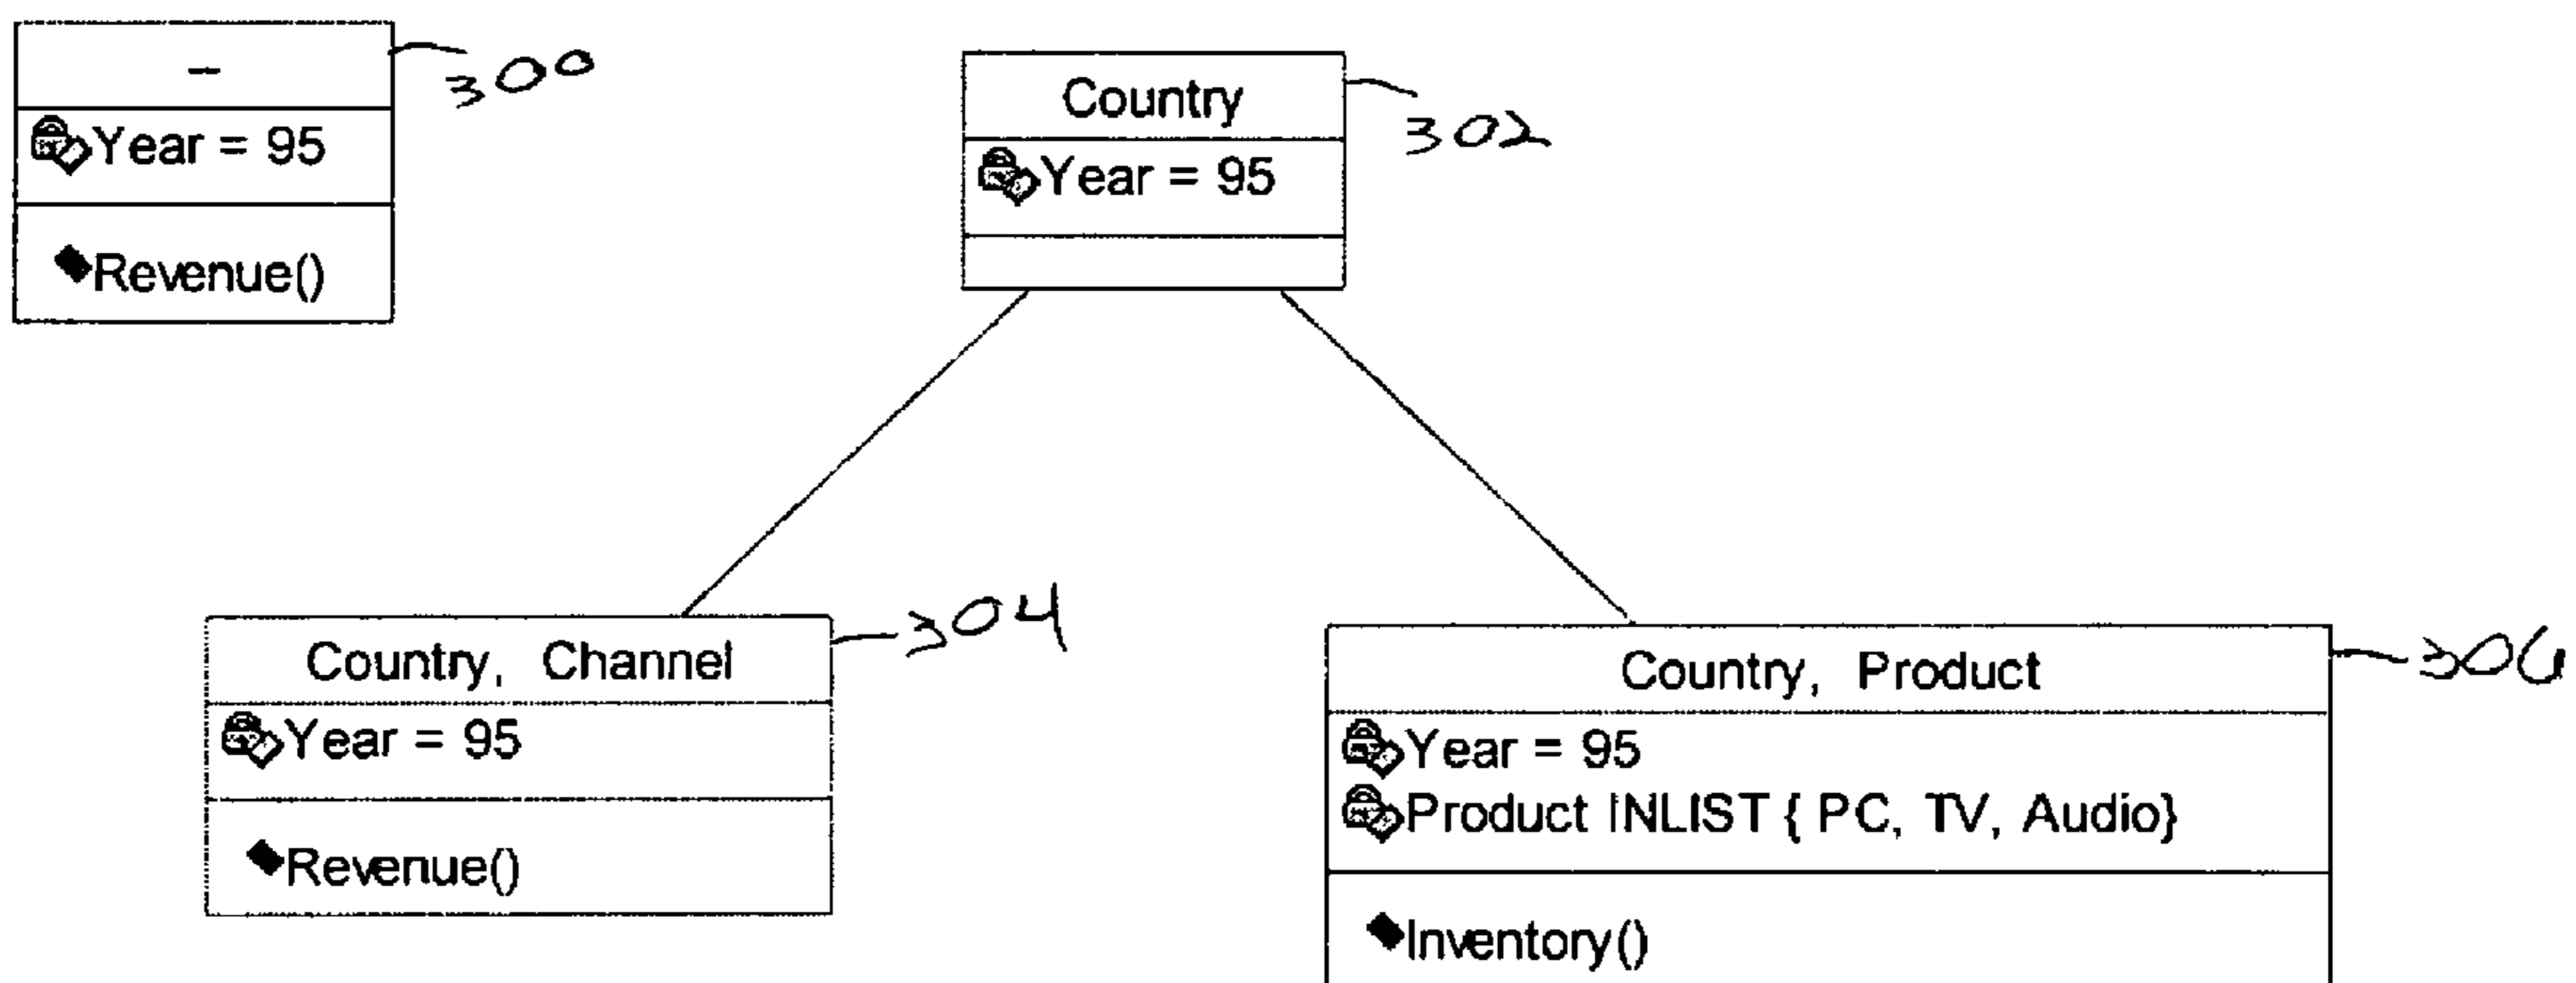 –
300
Year = 95
Revenue()
Country
302
Year = 95
Country, Channel
304
Year = 95
Revenue()
Country, Product
306
Year = 95
Product INLIST { PC, TV, Audio}
Inventory()